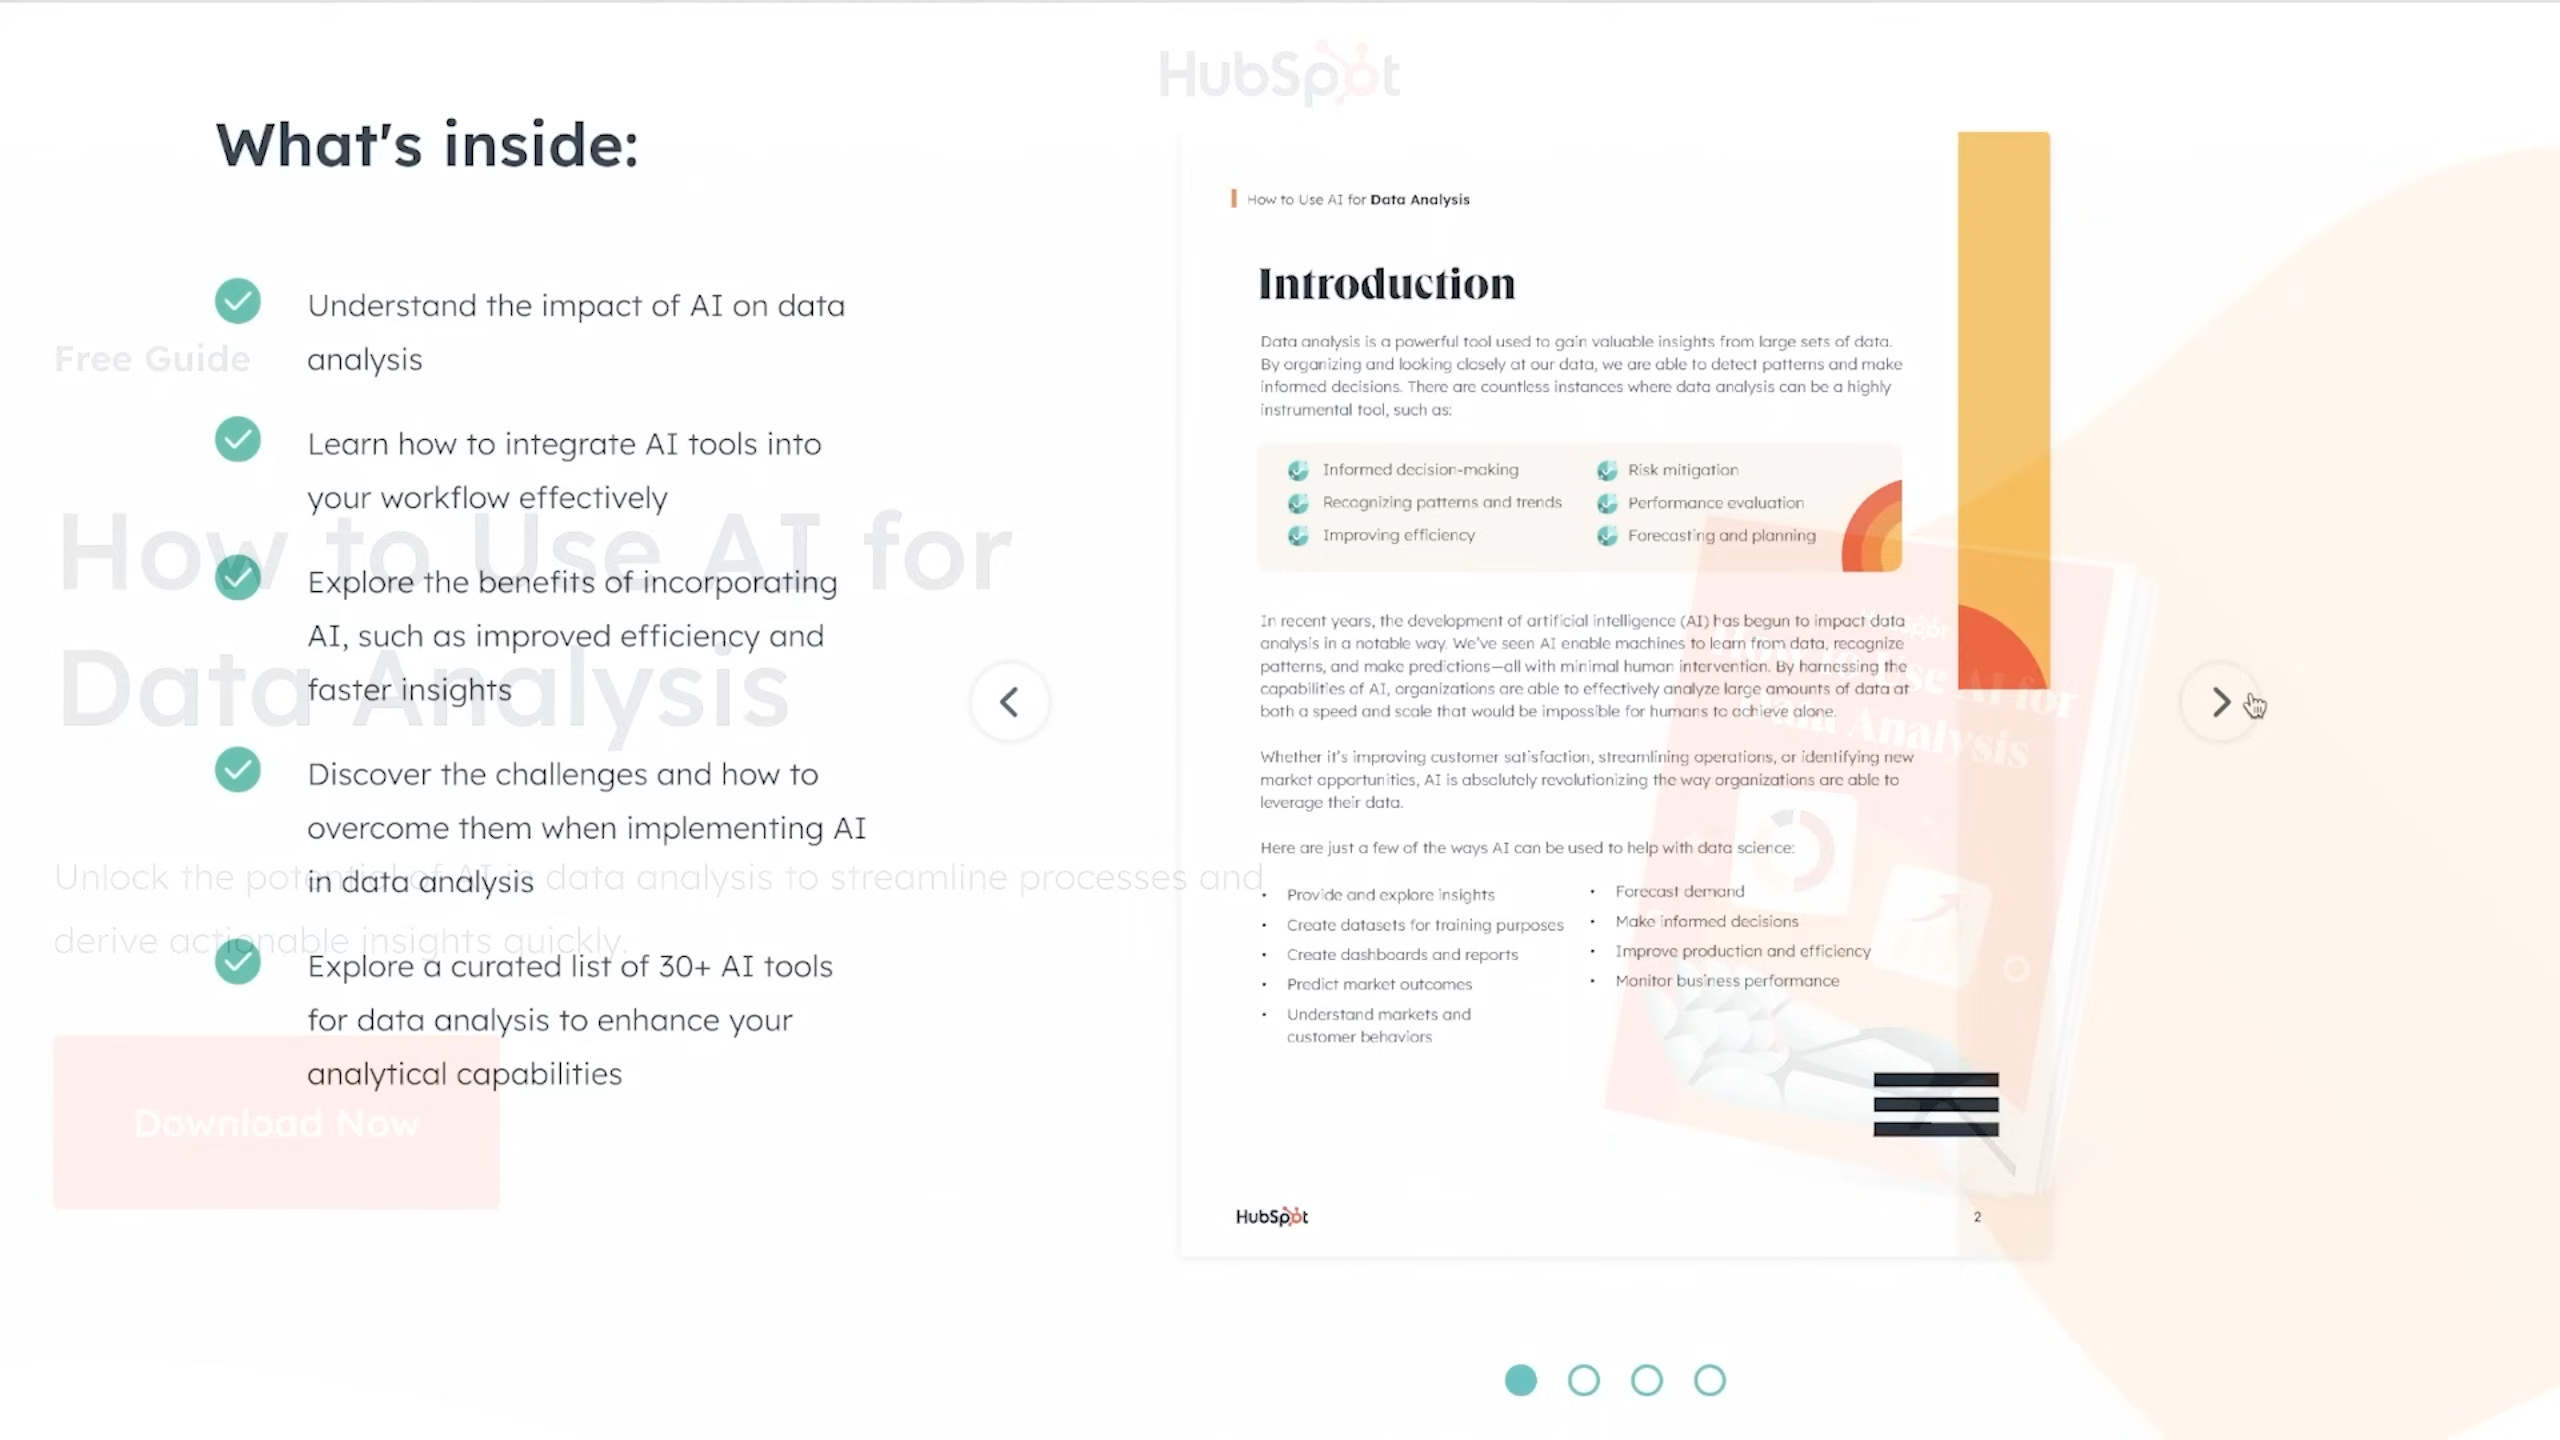 HubSpot
What's inside:
Understand the impact of AI on data
analysis
Learn how to integrate AI tools into
your workflow effectively
Explore the benefits of incorporating
AI, such as improved efficiency and
faster insights
Discover the challenges and how to
overcome them when implementing AI
in data analysis
Explore a curated list of 30+ AI tools
for data analysis to enhance your
analytical capabilities
Free Guide
How to Use AI for
Data Analysis
Unlock the potential of AI in data analysis to streamline processes and
derive actionable insights quickly.
Download Now
How to Use AI for Data Analysis
Introduction
Data analysis is a powerful tool used to gain valuable insights from large sets of data.
By organizing and looking closely at our data, we are able to detect patterns and make
informed decisions. There are countless instances where data analysis can be a highly
instrumental tool, such as:
Informed decision-making
Recognizing patterns and trends
Improving efficiency
Risk mitigation
Performance evaluation
Forecasting and planning
In recent years, the development of artificial intelligence (AI) has begun to impact data
analysis in a notable way. We've seen AI enable machines to learn from data, recognize
patterns, and make predictions—all with minimal human intervention. By harnessing the
capabilities of AI, organizations are able to effectively analyze large amounts of data at
both a speed and scale that would be impossible for humans to achieve alone.
Whether it's improving customer satisfaction, streamlining operations, or identifying new
market opportunities, AI is absolutely revolutionizing the way organizations are able to
leverage their data.
Here are just a few of the ways AI can be used to help with data science:
• Provide and explore insights
• Create datasets for training purposes
• Create dashboards and reports
• Predict market outcomes
• Understand markets and
customer behaviors
• Forecast demand
• Make informed decisions
• Improve production and efficiency
• Monitor business performance
HubSpot
2
How to Use AI for
Data Analysis